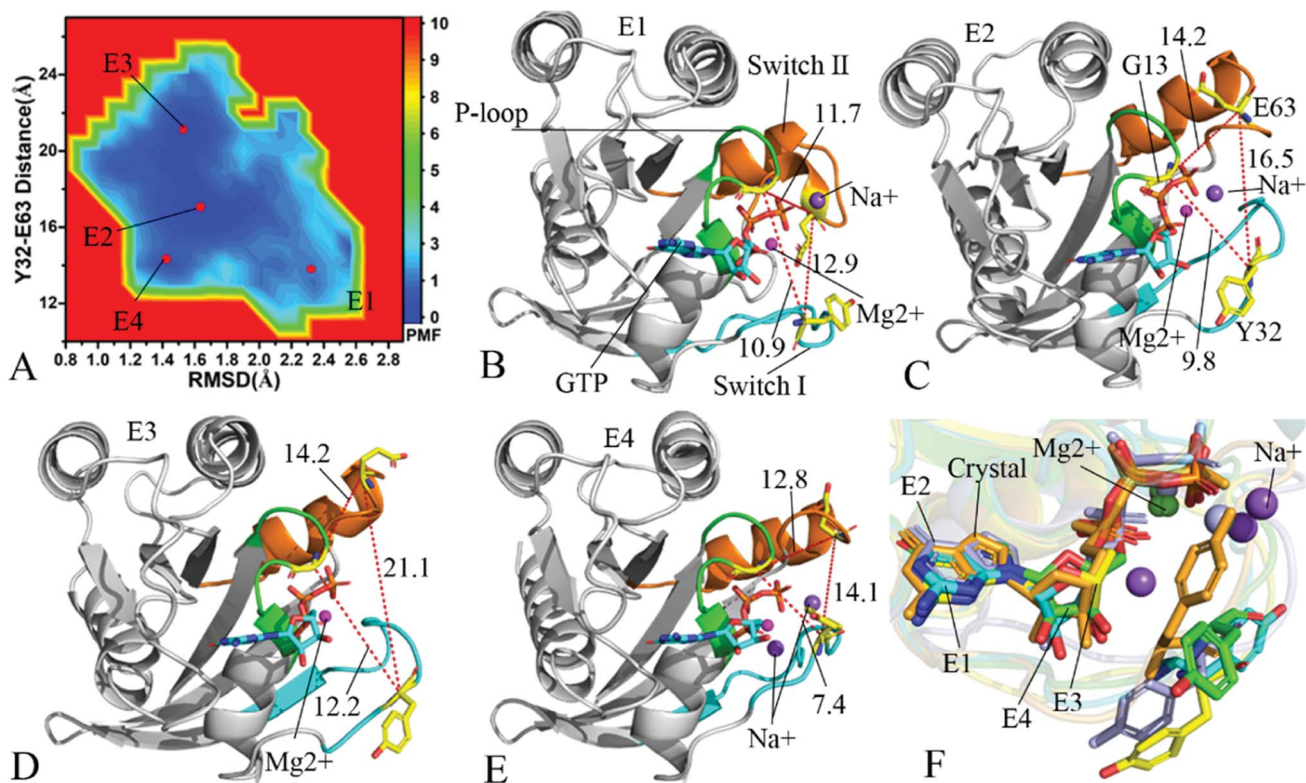 Y32-E63 Distance(Å)
24
20
16
12
E3
E2
E4
E1
10
9
8
7
6
4
3
2
1
0
PMF
0.8 1.0 1.2 1.4 1.6 1.8 2.0 2.2 2.4 2.6 2.8
RMSD(Å)
A
E1
Switch II
P-loop
11.7
Na+
12.9
Mg2+
10.9
GTP
Switch I
B
E2
14.2
G13
E63
16.5
Na+
Mg2+
Y32
9.8
C
E3
14.2
21.1
12.2
Mg2+
D
E4
12.8
14.1
7.4
Na+
E
Mg2+
Na+
Crystal
E2
E1
E4
E3
F